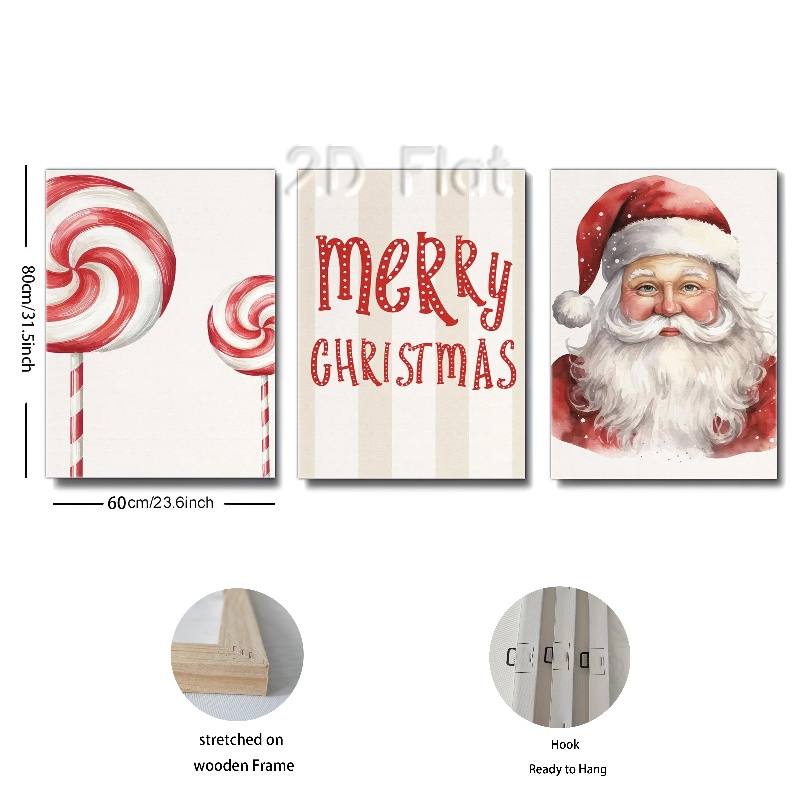 2D Flat
merry
CHRISTMAS
80cm/31.5inch
60cm/23.6inch
stretched on
wooden Frame
Hook
Ready to Hang